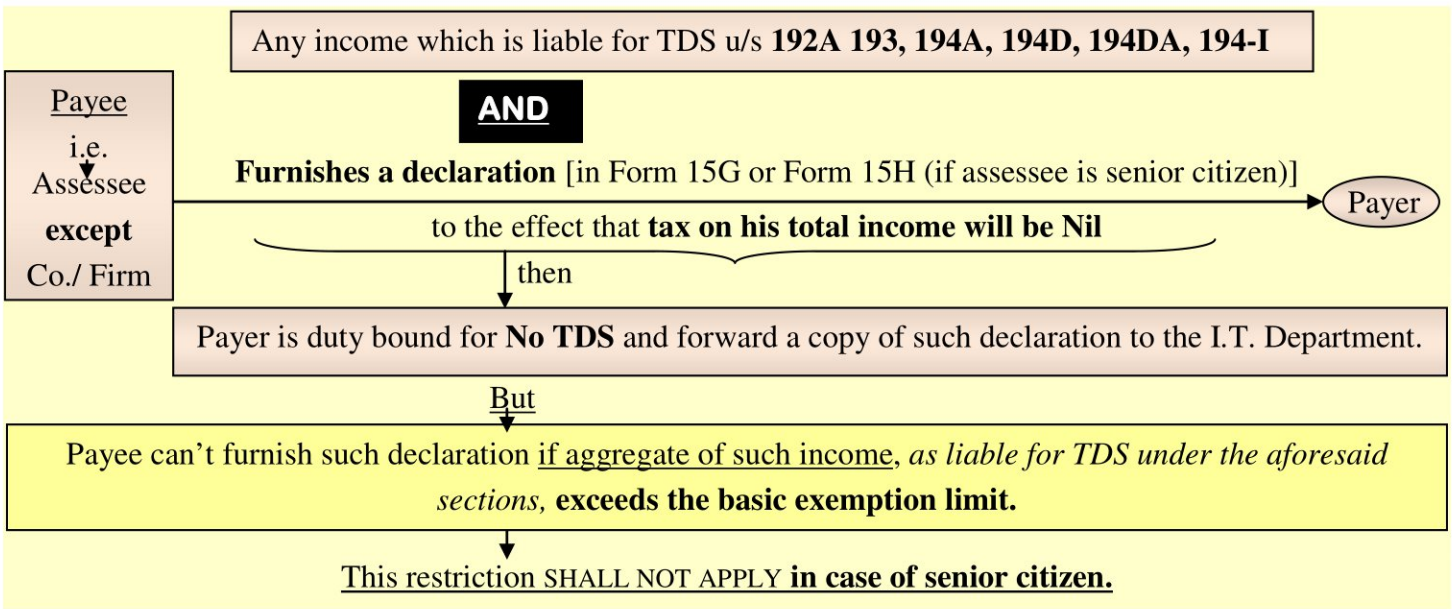 Any income which is liable for TDS u/s 192A 193, 194A, 194D, 194DA, 194-I
AND
Payee
i.e.
Assessee
except
Co./ Firm
Furnishes a declaration [in Form 15G or Form 15H (if assessee is senior citizen)]
Payer
to the effect that tax on his total income will be Nil
then
Payer is duty bound for No TDS and forward a copy of such declaration to the I.T. Department.
But
Payee can’t furnish such declaration if aggregate of such income, as liable for TDS under the aforesaid
sections, exceeds the basic exemption limit.
This restriction SHALL NOT APPLY in case of senior citizen.